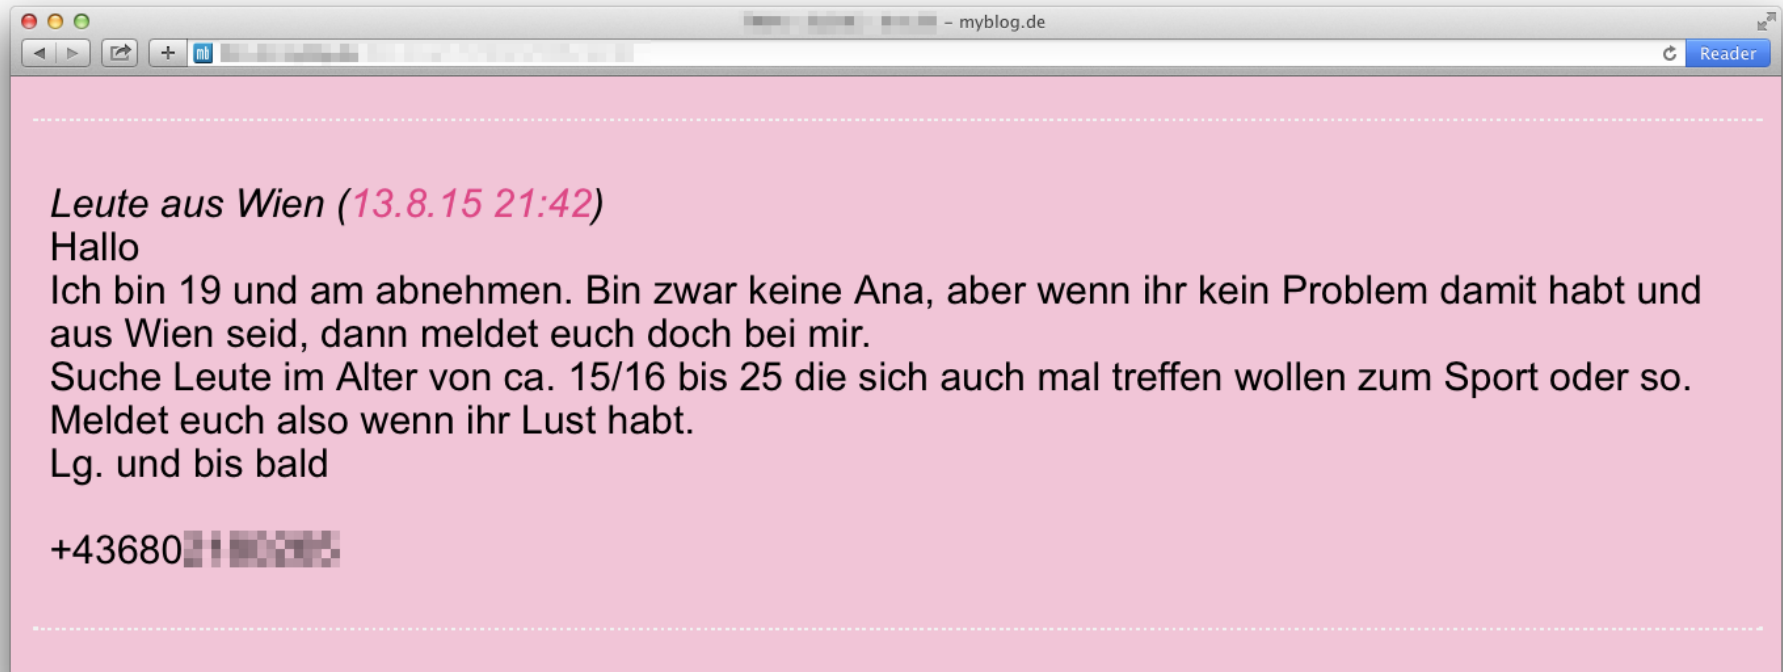 – myblog.de
mb
Reader
Leute aus Wien (13.8.15 21:42)
Hallo
Ich bin 19 und am abnehmen. Bin zwar keine Ana, aber wenn ihr kein Problem damit habt und
aus Wien seid, dann meldet euch doch bei mir.
Suche Leute im Alter von ca. 15/16 bis 25 die sich auch mal treffen wollen zum Sport oder so.
Meldet euch also wenn ihr Lust habt.
Lg. und bis bald
+43680